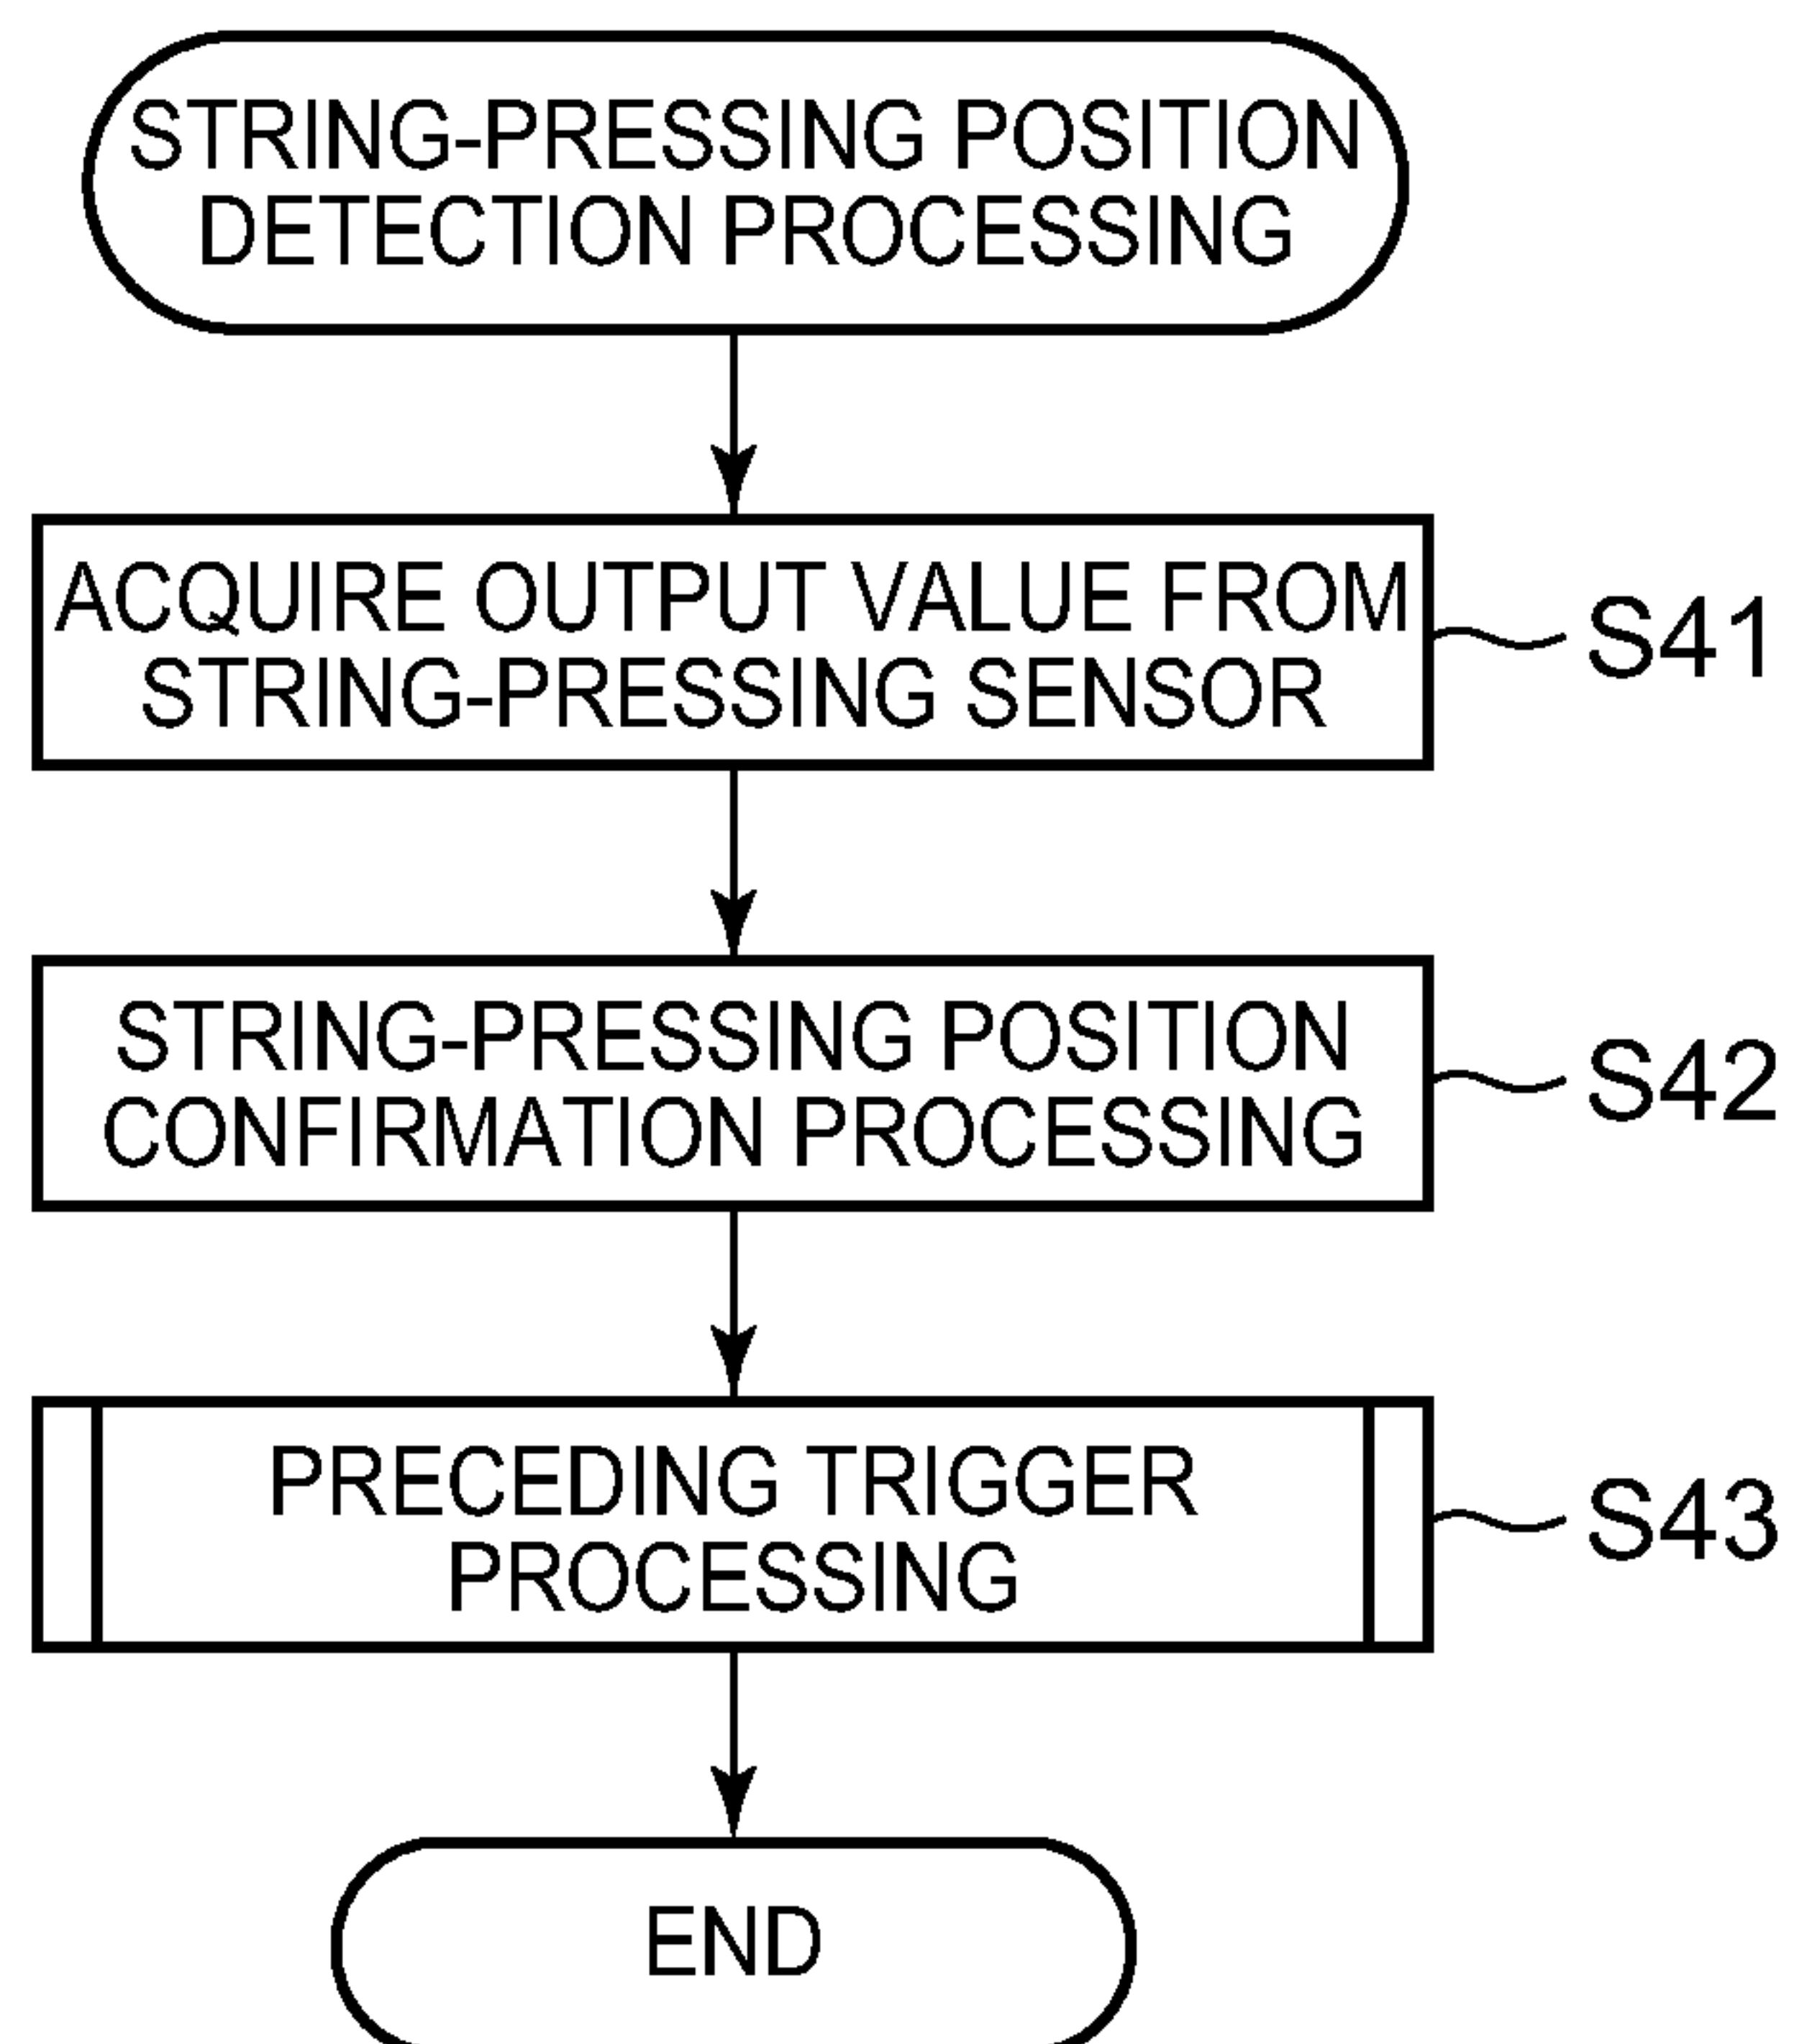 STRING-PRESSING POSITION
DETECTION PROCESSING
ACQUIRE OUTPUT VALUE FROM
STRING-PRESSING SENSOR
S41
STRING-PRESSING POSITION
CONFIRMATION PROCESSING
S42
PRECEDING TRIGGER
PROCESSING
S43
END